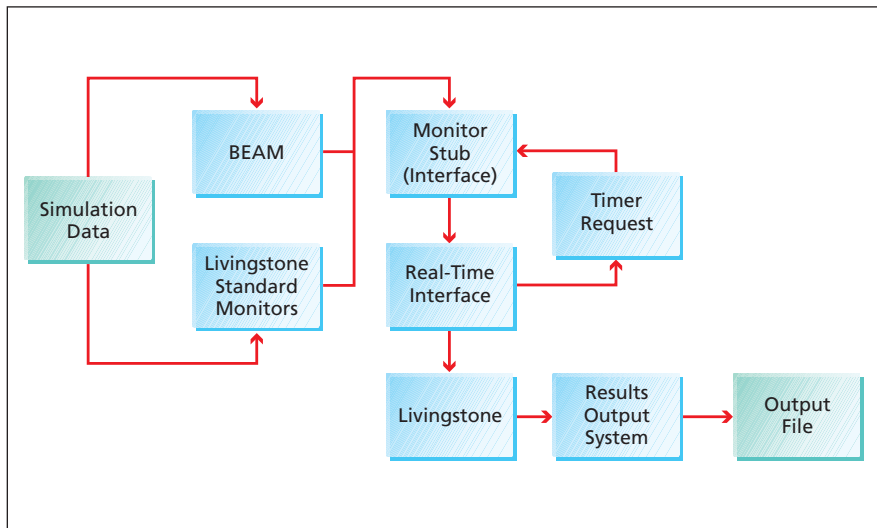 BEAM
Monitor
Stub
(Interface)
Simulation
Data
Timer
Request
Livingstone
Standard
Monitors
Real-Time
Interface
Livingstone
Results
Output
System
Output
File